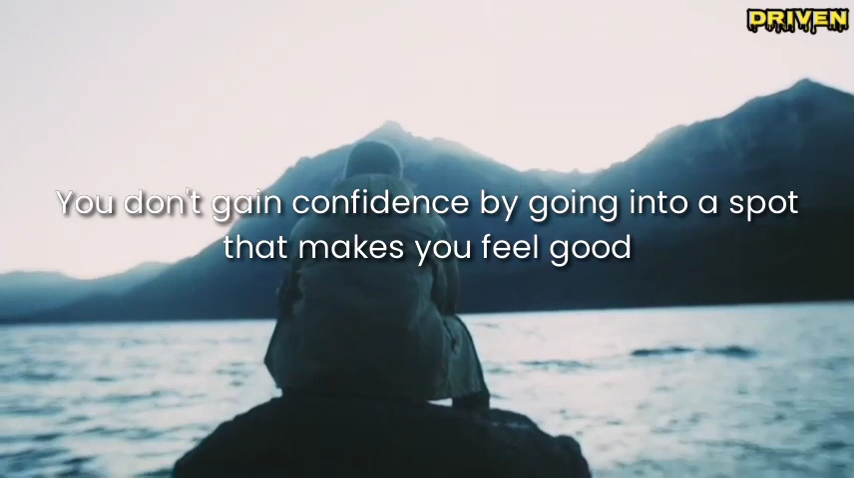 DRIVEN
You don't gain confidence by going into a spot
that makes you feel good